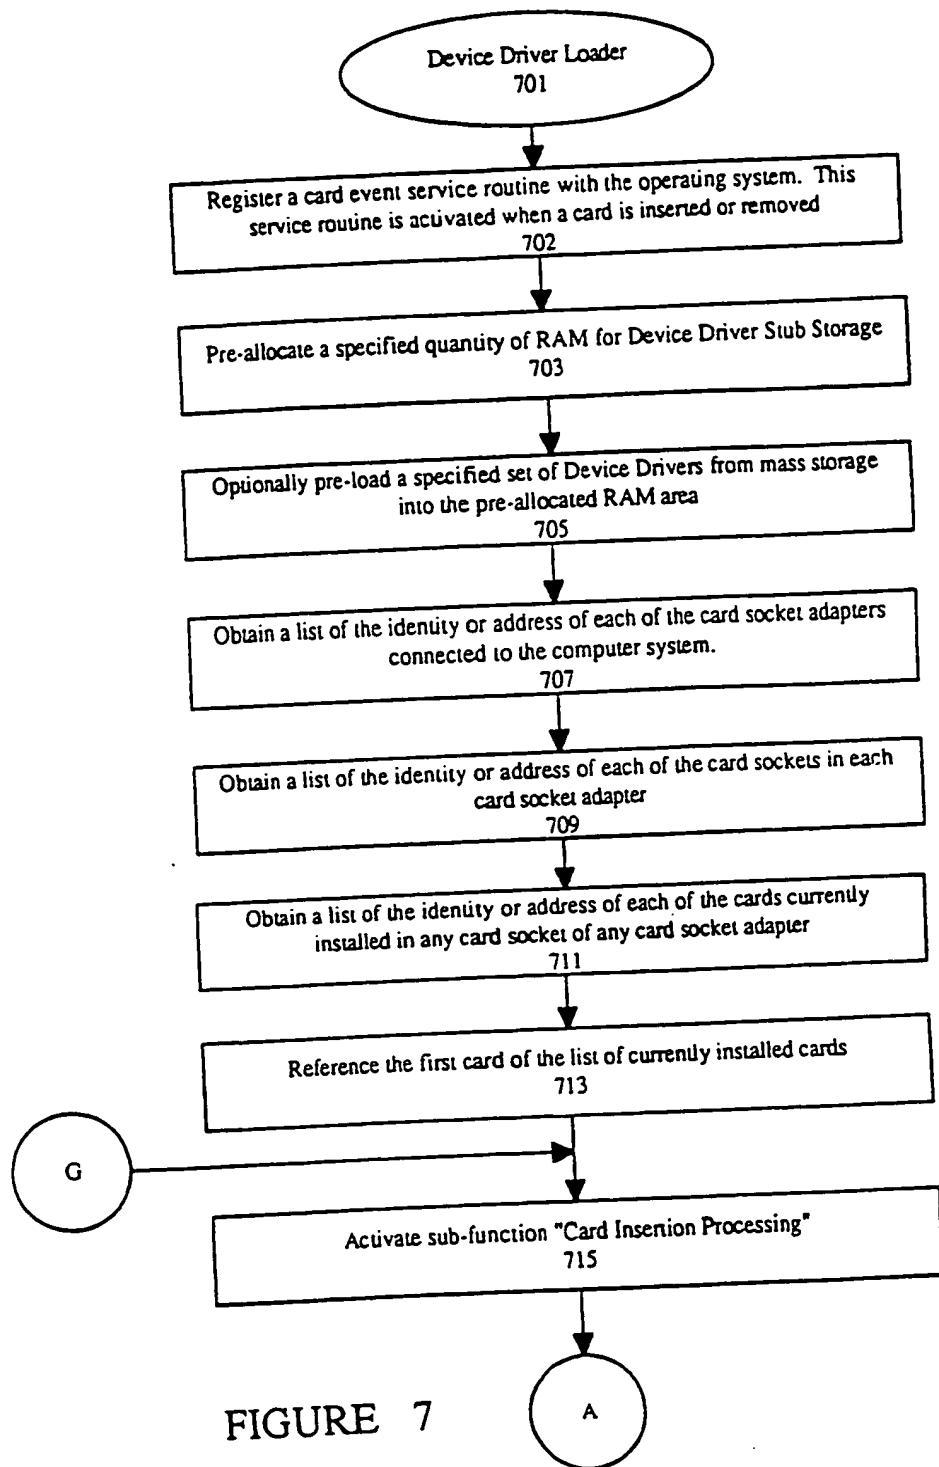 Device Driver Loader
701
Register a card event service routine with the operating system. This
service routine is activated when a card is inserted or removed
702
Pre-allocate a specified quantity of RAM for Device Driver Stub Storage
703
Optionally pre-load a specified set of Device Drivers from mass storage
into the pre-allocated RAM area
705
Obtain a list of the identity or address of each of the card socket adapters
connected to the computer system.
707
Obtain a list of the identity or address of each of the card sockets in each
card socket adapter
709
Obtain a list of the identity or address of each of the cards currently
installed in any card socket of any card socket adapter
711
Reference the first card of the list of currently installed cards
713
G
Activate sub-function "Card Insertion Processing"
715
A
FIGURE 7